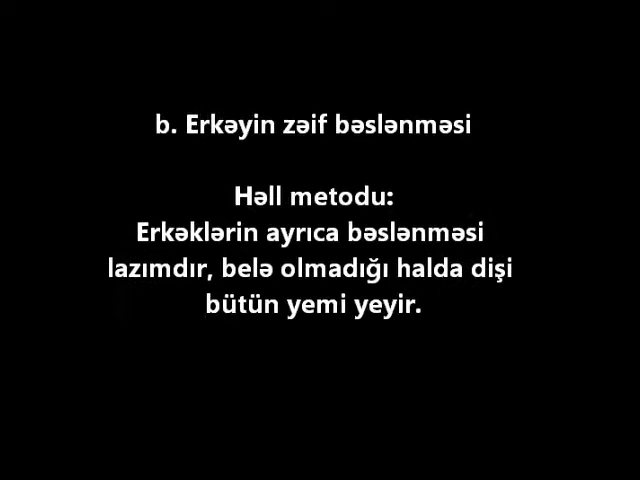 b. Erkəyin zəif bəslənməsi
Həll metodu:
Erkəklərin ayrıca bəslənməsi
lazımdır, belə olmadığı halda dişi
bütün yemi yeyir.